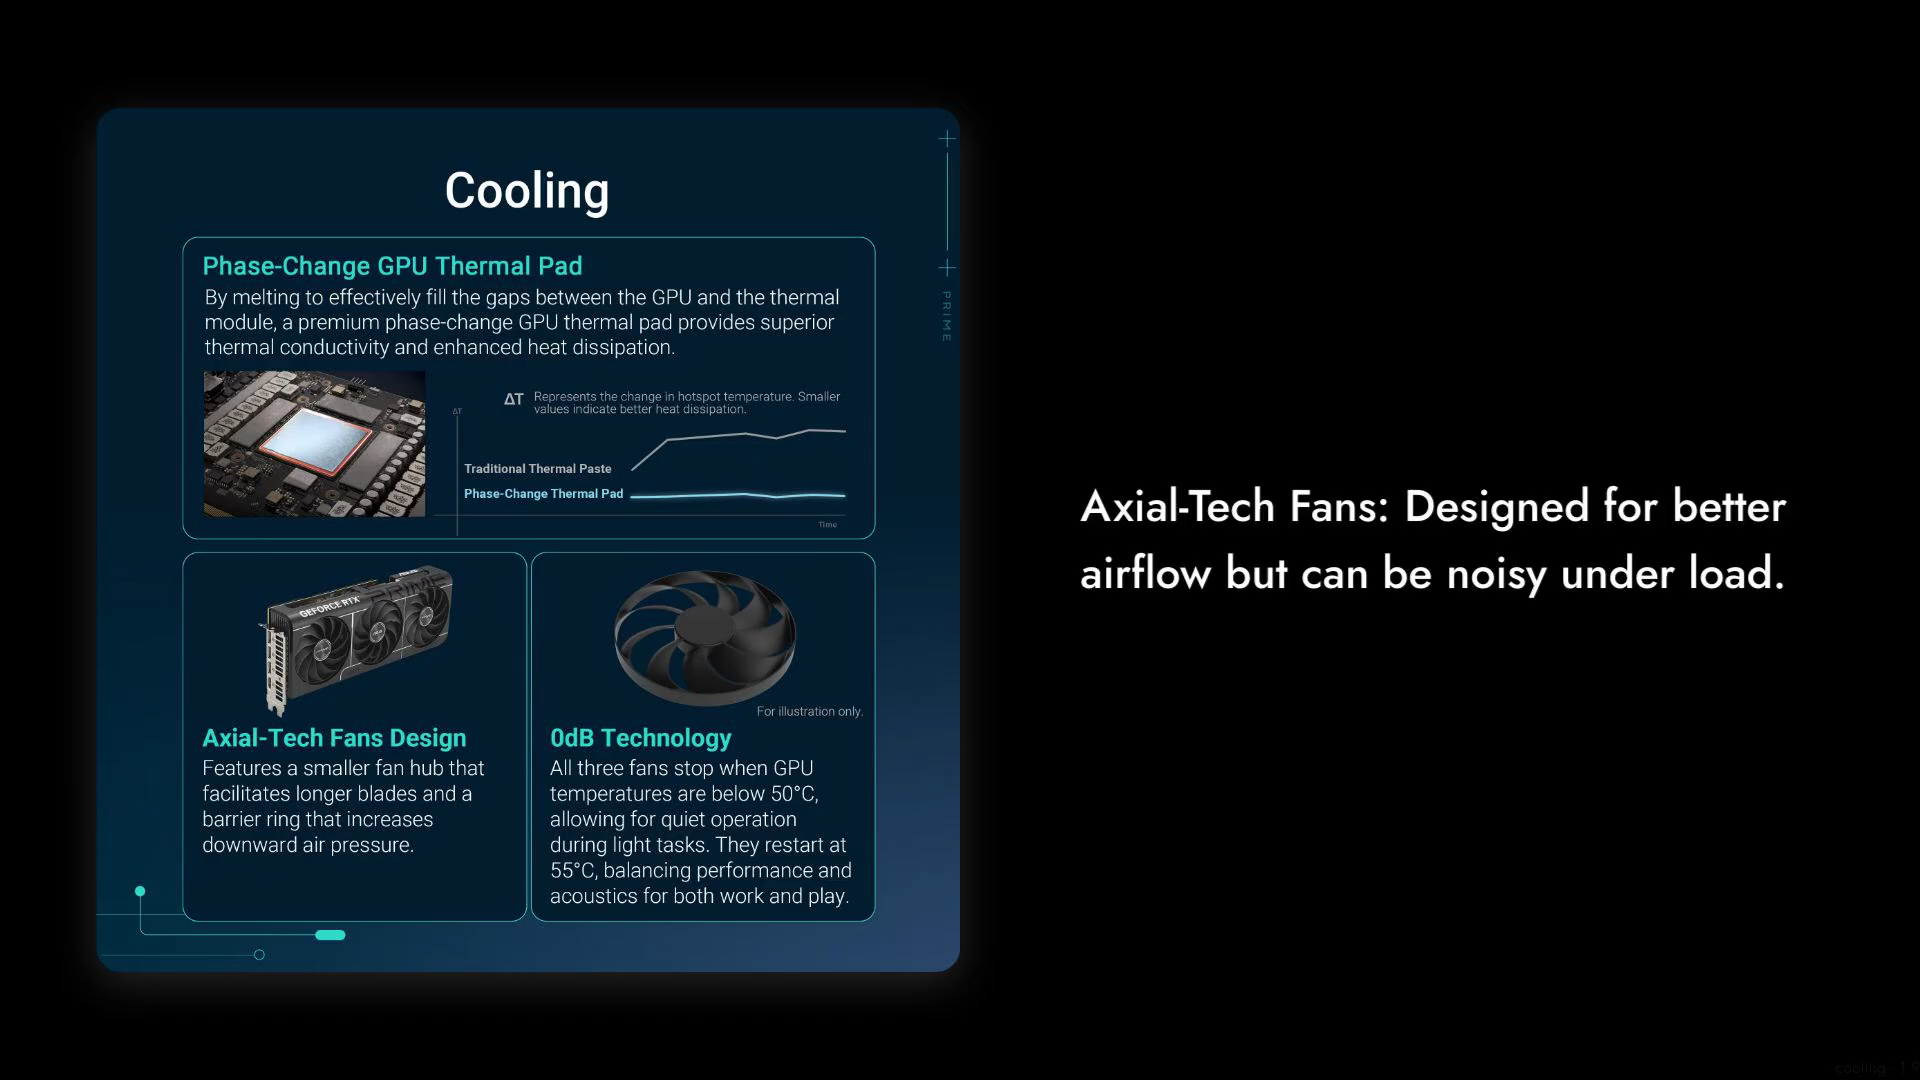 Cooling
Phase-Change GPU Thermal Pad
By melting to effectively fill the gaps between the GPU and the thermal
module, a premium phase-change GPU thermal pad provides superior
thermal conductivity and enhanced heat dissipation.
ΔT
ΔT Represents the change in hotspot temperature. Smaller
values indicate better heat dissipation.
Traditional Thermal Paste
Phase-Change Thermal Pad
Time
GEFORCE RTX
Axial-Tech Fans Design
Features a smaller fan hub that
facilitates longer blades and a
barrier ring that increases
downward air pressure.
For illustration only.
0dB Technology
All three fans stop when GPU
temperatures are below 50°C,
allowing for quiet operation
during light tasks. They restart at
55°C, balancing performance and
acoustics for both work and play.
PRIME
Axial-Tech Fans: Designed for better
airflow but can be noisy under load.